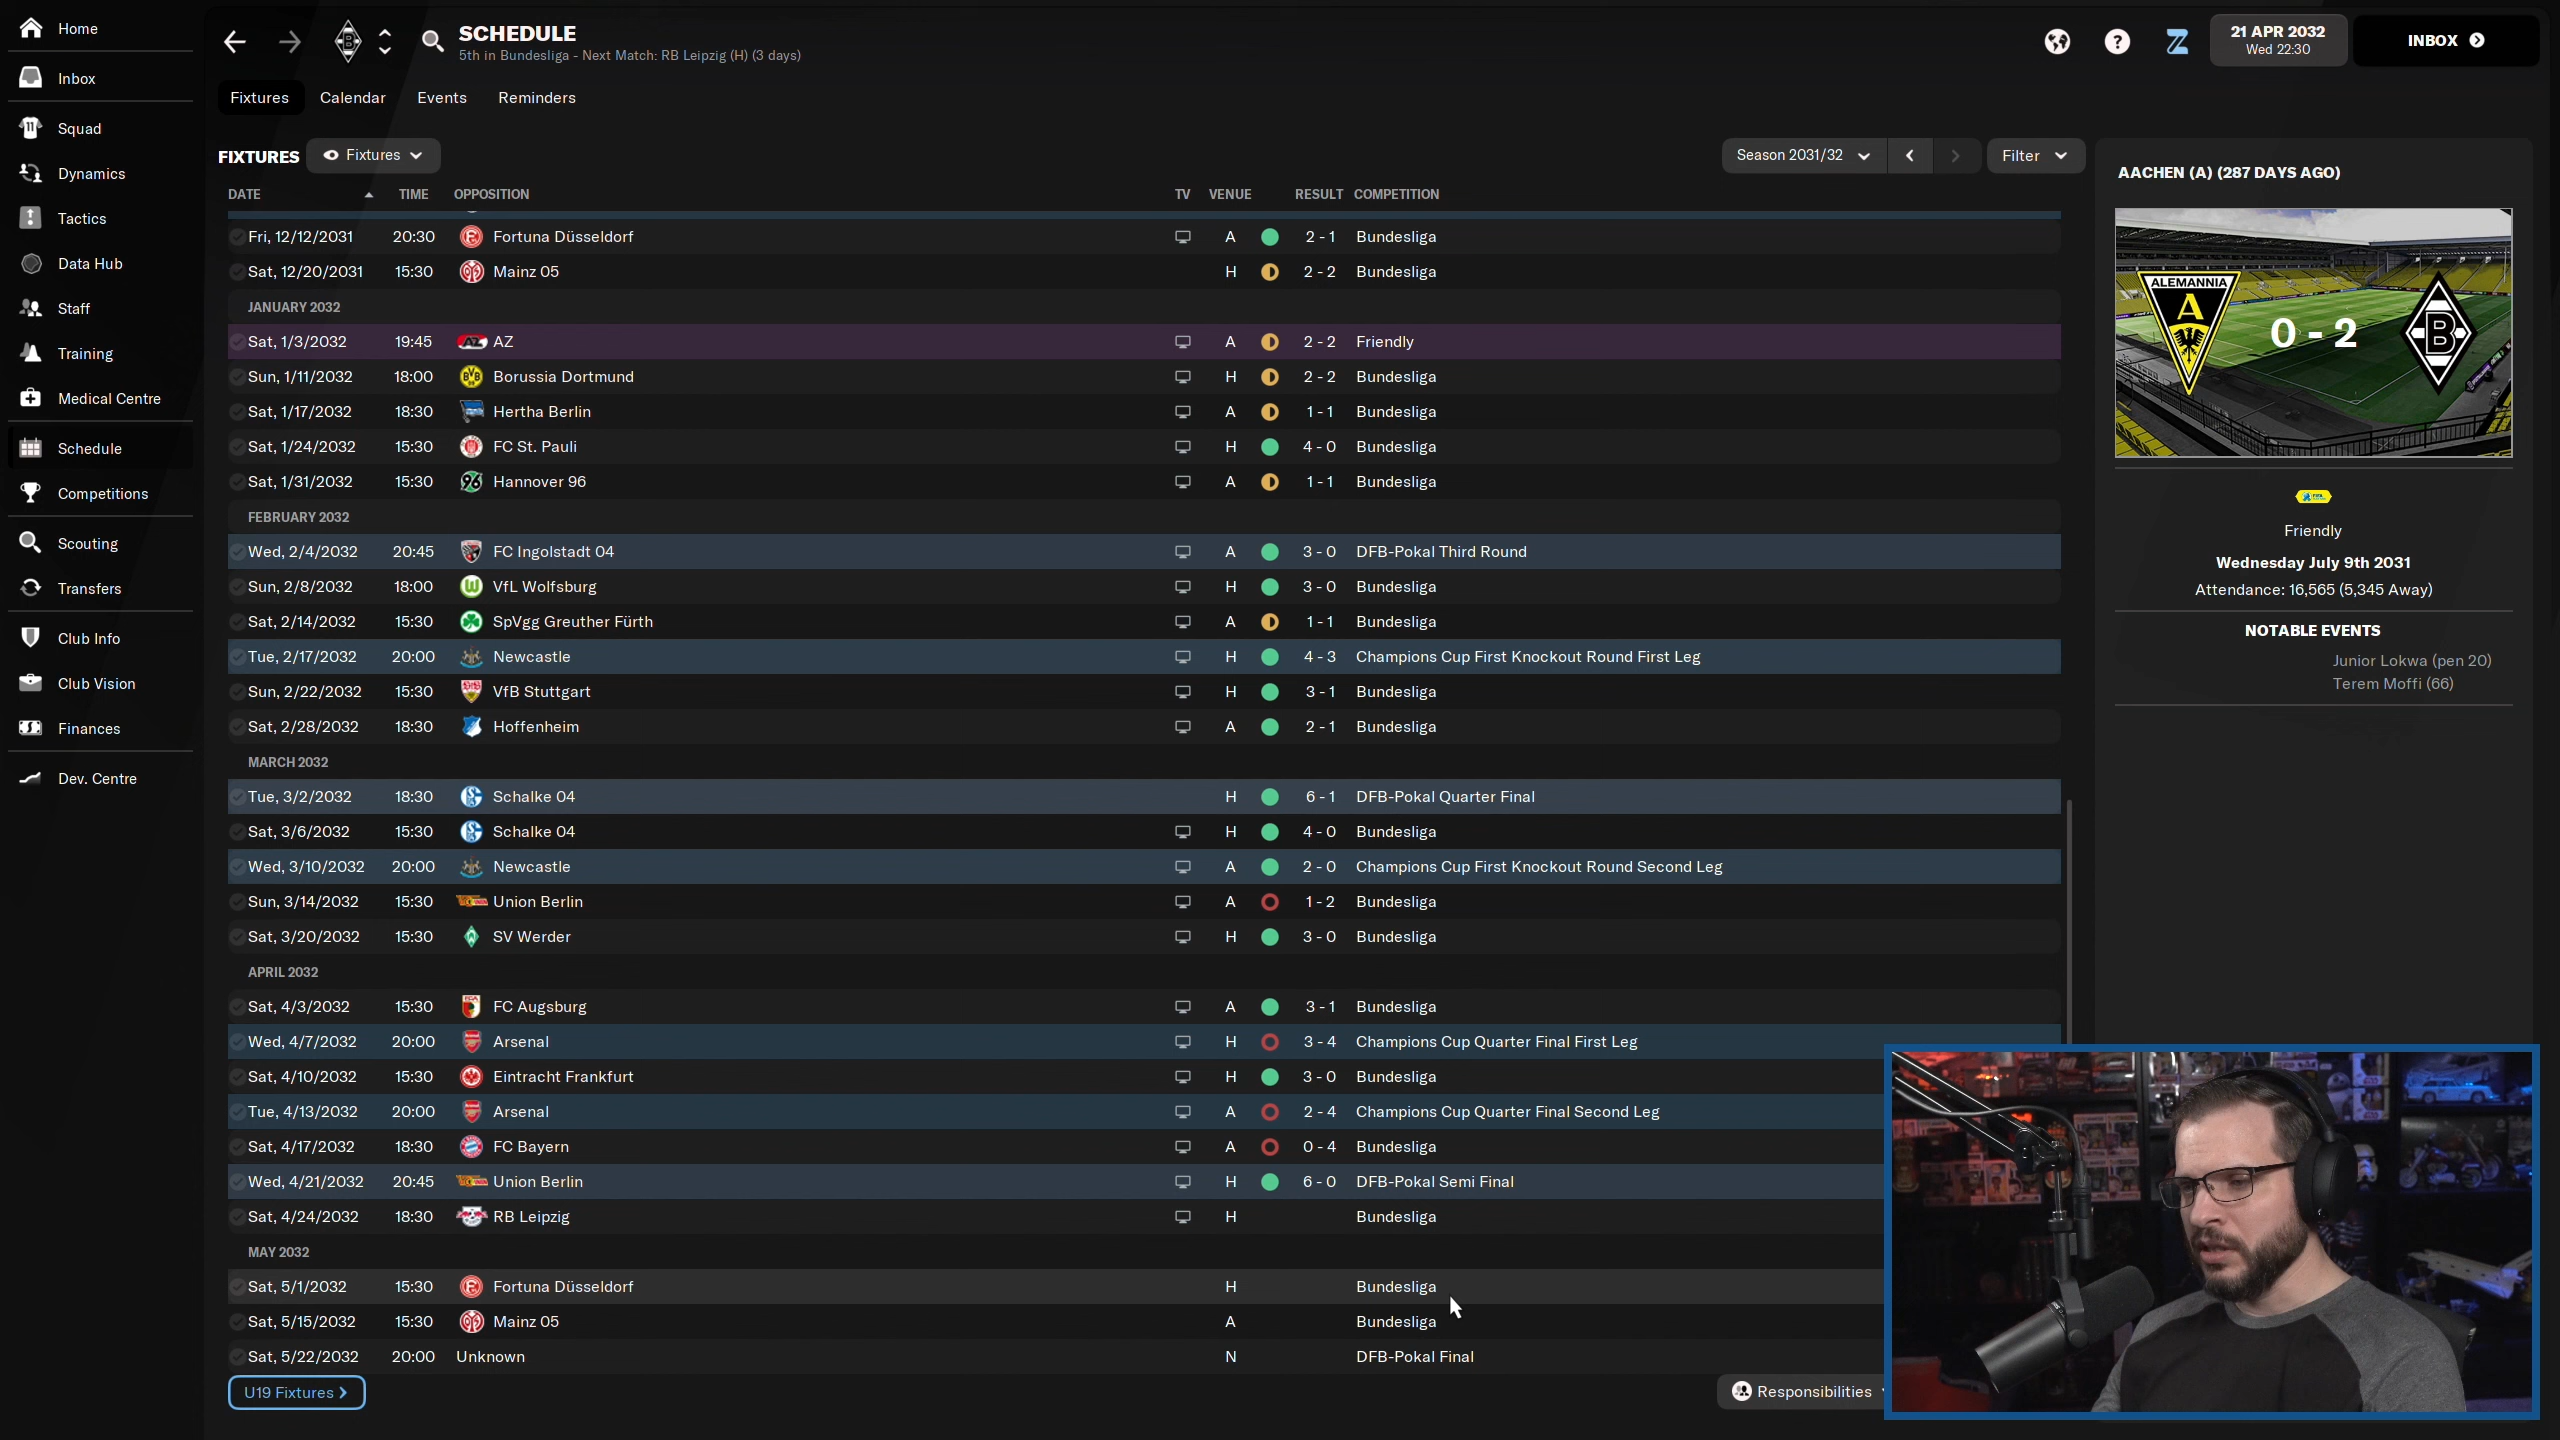 Home
Inbox
Squad
Dynamics
Tactics
Data Hub
Staff
Training
Medical Centre
Schedule
Competitions
Scouting
Transfers
Club Info
Club Vision
Finances
Dev. Centre
SCHEDULE
5th in Bundesliga - Next Match: RB Leipzig (H) (3 days)
21 APR 2032
Wed 22:30
INBOX
Fixtures Calendar Events Reminders
FIXTURES Fixtures Season 2031/32 Filter
DATE TIME OPPOSITION TV VENUE RESULT COMPETITION
Fri, 12/12/2031 20:30 Fortuna Düsseldorf A 2 - 1 Bundesliga
Sat, 12/20/2031 15:30 Mainz 05 H 2 - 2 Bundesliga
JANUARY 2032
Sat, 1/3/2032 19:45 AZ A 2 - 2 Friendly
Sun, 1/11/2032 18:00 Borussia Dortmund H 2 - 2 Bundesliga
Sat, 1/17/2032 18:30 Hertha Berlin A 1 - 1 Bundesliga
Sat, 1/24/2032 15:30 FC St. Pauli H 4 - 0 Bundesliga
Sat, 1/31/2032 15:30 Hannover 96 A 1 - 1 Bundesliga
FEBRUARY 2032
Wed, 2/4/2032 20:45 FC Ingolstadt 04 A 3 - 0 DFB-Pokal Third Round
Sun, 2/8/2032 18:00 VfL Wolfsburg H 3 - 0 Bundesliga
Sat, 2/14/2032 15:30 SpVgg Greuther Fürth A 1 - 1 Bundesliga
Tue, 2/17/2032 20:00 Newcastle H 4 - 3 Champions Cup First Knockout Round First Leg
Sun, 2/22/2032 15:30 VfB Stuttgart H 3 - 1 Bundesliga
Sat, 2/28/2032 18:30 Hoffenheim A 2 - 1 Bundesliga
MARCH 2032
Tue, 3/2/2032 18:30 Schalke 04 H 6 - 1 DFB-Pokal Quarter Final
Sat, 3/6/2032 15:30 Schalke 04 H 4 - 0 Bundesliga
Wed, 3/10/2032 20:00 Newcastle A 2 - 0 Champions Cup First Knockout Round Second Leg
Sun, 3/14/2032 15:30 Union Berlin A 1 - 2 Bundesliga
Sat, 3/20/2032 15:30 SV Werder H 3 - 0 Bundesliga
APRIL 2032
Sat, 4/3/2032 15:30 FC Augsburg A 3 - 1 Bundesliga
Wed, 4/7/2032 20:00 Arsenal H 3 - 4 Champions Cup Quarter Final First Leg
Sat, 4/10/2032 15:30 Eintracht Frankfurt H 3 - 0 Bundesliga
Tue, 4/13/2032 20:00 Arsenal A 2 - 4 Champions Cup Quarter Final Second Leg
Sat, 4/17/2032 18:30 FC Bayern A 0 - 4 Bundesliga
Wed, 4/21/2032 20:45 Union Berlin H 6 - 0 DFB-Pokal Semi Final
Sat, 4/24/2032 18:30 RB Leipzig H Bundesliga
MAY 2032
Sat, 5/1/2032 15:30 Fortuna Düsseldorf H Bundesliga
Sat, 5/15/2032 15:30 Mainz 05 A Bundesliga
Sat, 5/22/2032 20:00 Unknown N DFB-Pokal Final
U19 Fixtures
Responsibilities
AACHEN (A) (287 DAYS AGO)
ALEMANNIA
A
0 - 2
B
Friendly
Wednesday July 9th 2031
Attendance: 16,565 (5,345 Away)
NOTABLE EVENTS
Junior Lokwa (pen 20)
Terem Moffi (66)